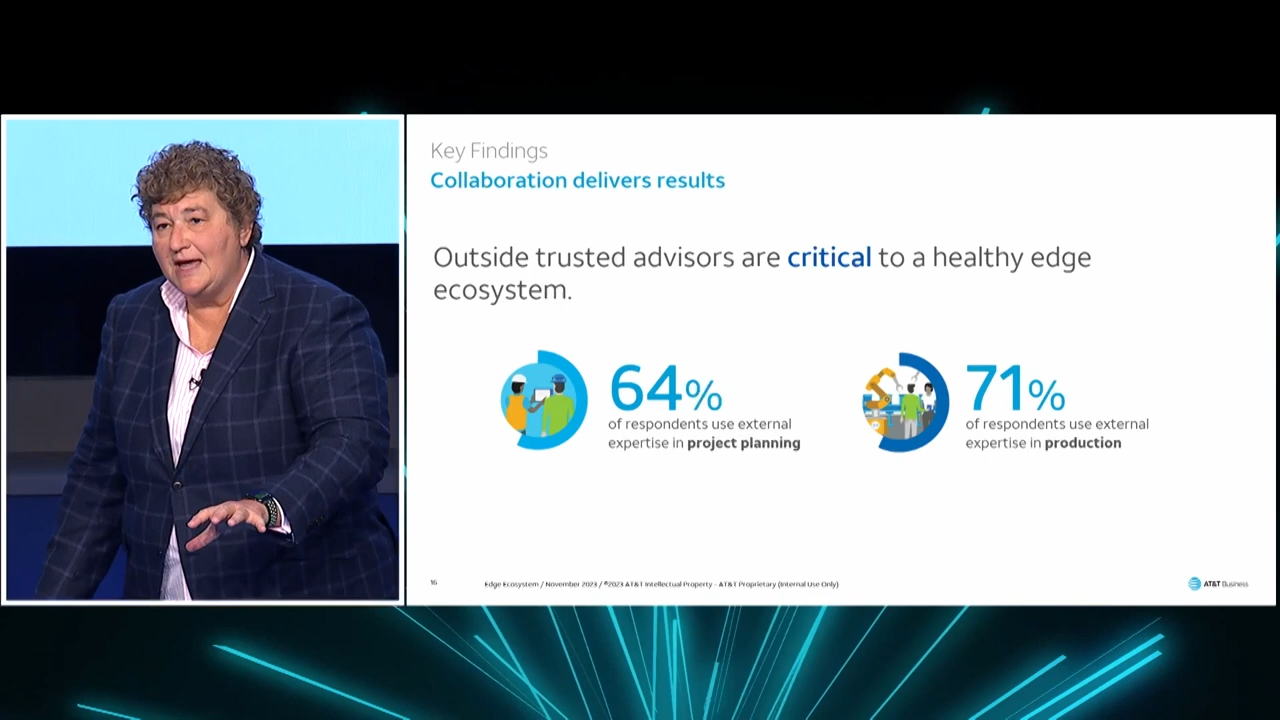 Key Findings
Collaboration delivers results
Outside trusted advisors are critical to a healthy edge
ecosystem.
64%
of respondents use external
expertise in project planning
71%
of respondents use external
expertise in production
16
Edge Ecosystem / November 2023 / ©2023 AT&T Intellectual Property - AT&T Proprietary (Internal Use Only)
AT&T Business